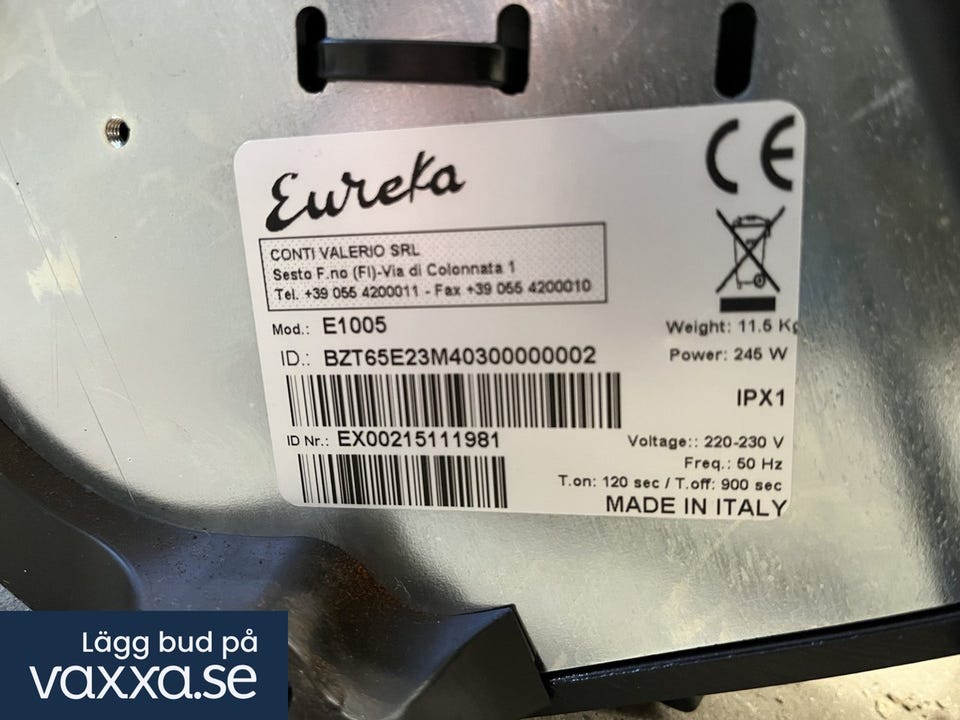 Eureka
CE
CONTI VALERIO SRL
Sesto F.no (FI)-Via di Colonnata 1
Tel. +39 055 4200011 - Fax +39 055 4200010
Mod.: E1005
Weight: 11.5 Kg
ID.: BZT65E23M40300000002
Power: 245 W
IPX1
ID Nr.: EX00215111981
Voltage:: 220-230 V
Freq.: 50 Hz
T.on: 120 sec / T.off: 900 sec
MADE IN ITALY
Lägg bud på
vaxxa.se